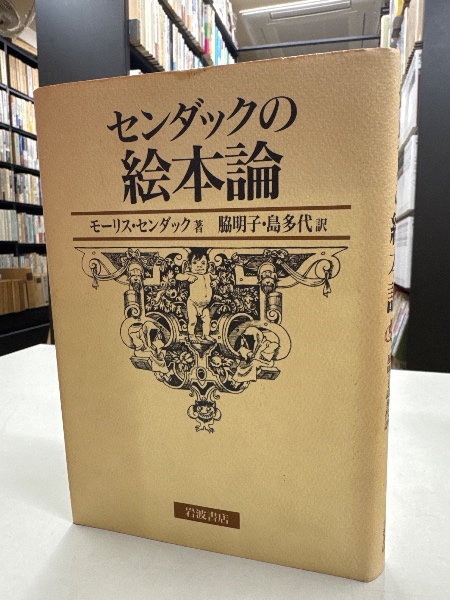 センダックの
絵本論
モーリス・センダック 著 脇明子・島多代 訳
岩波書店